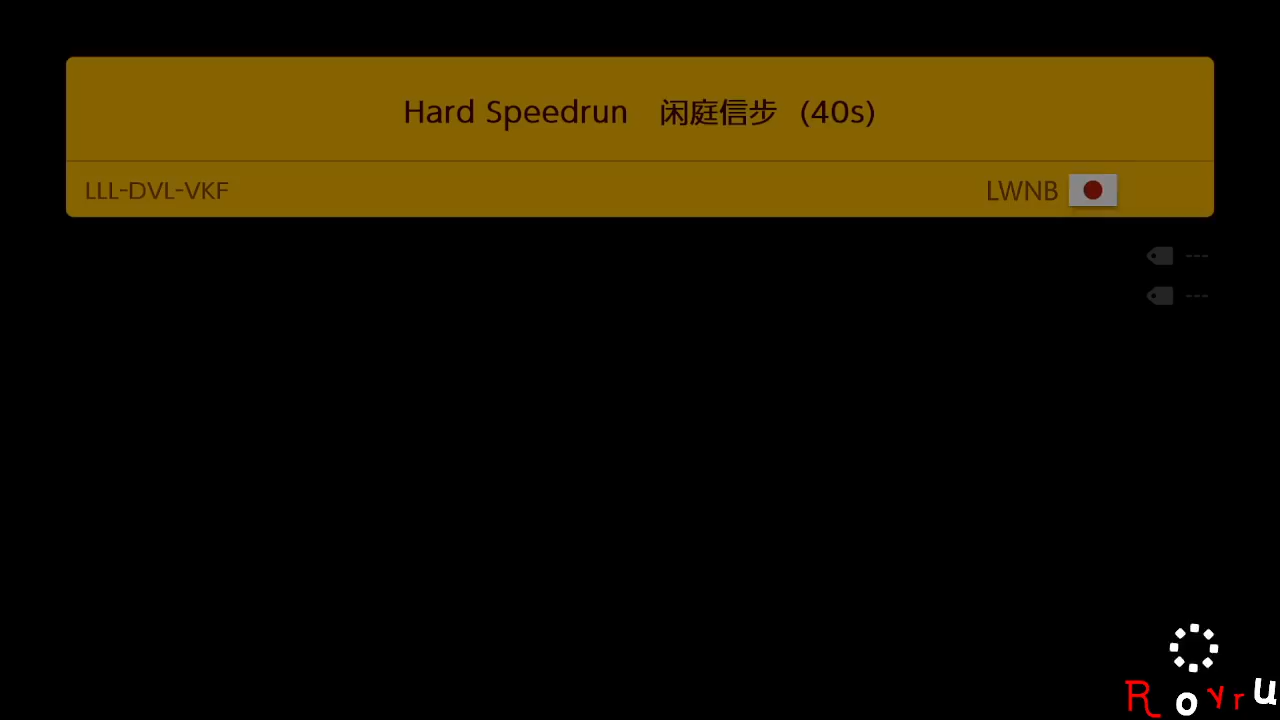 Hard Speedrun 闲庭信步 (40s)
LLL-DVL-VKF
LWNB
---
---
Royru